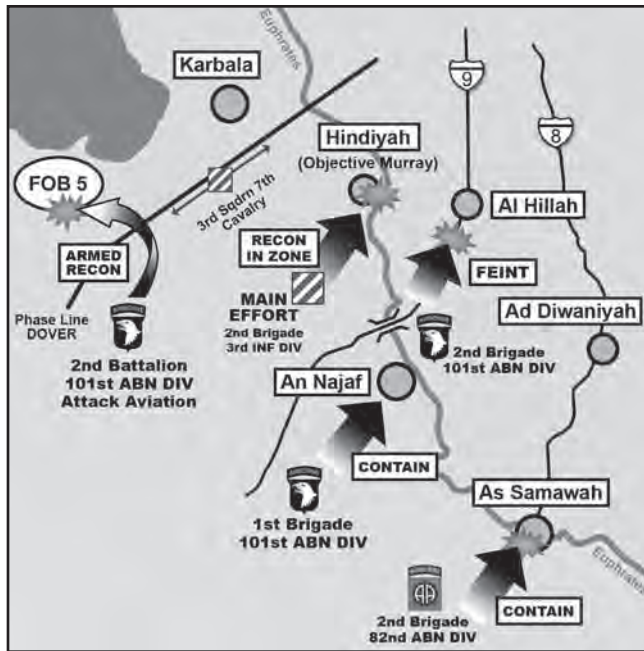 Euphrates
Karbala
9
8
Hindiyah
(Objective Murray)
FOB 5
3rd Sqdrn 7th
Cavalry
Al Hillah
ARMED
RECON
RECON
IN ZONE
FEINT
MAIN
EFFORT
2nd Brigade
3rd INF DIV
Ad Diwaniyah
Phase Line
DOVER
2nd Battalion
101st ABN DIV
Attack Aviation
2nd Brigade
101st ABN DIV
An Najaf
CONTAIN
As Samawah
1st Brigade
101st ABN DIV
Euphrates
AA
CONTAIN
2nd Brigade
82nd ABN DIV